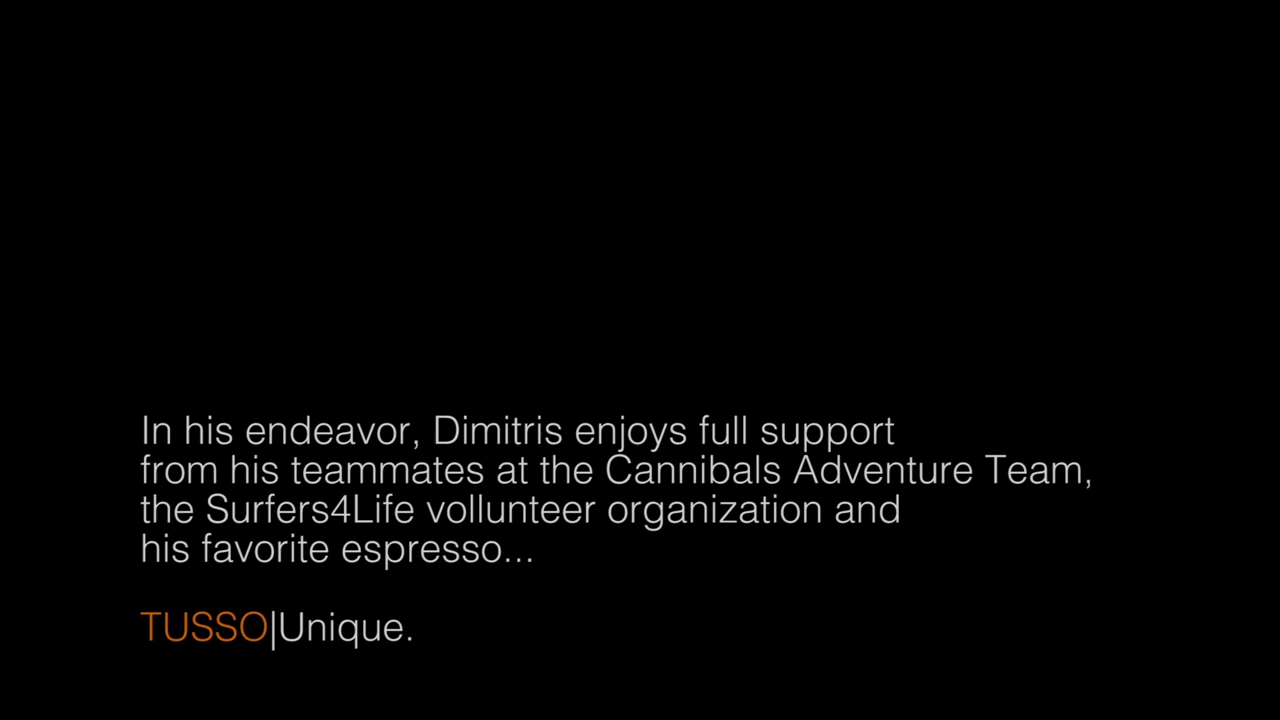 In his endeavor, Dimitris enjoys full support
from his teammates at the Cannibals Adventure Team,
the Surfers4Life vollunteer organization and
his favorite espresso...
TUSSO|Unique.